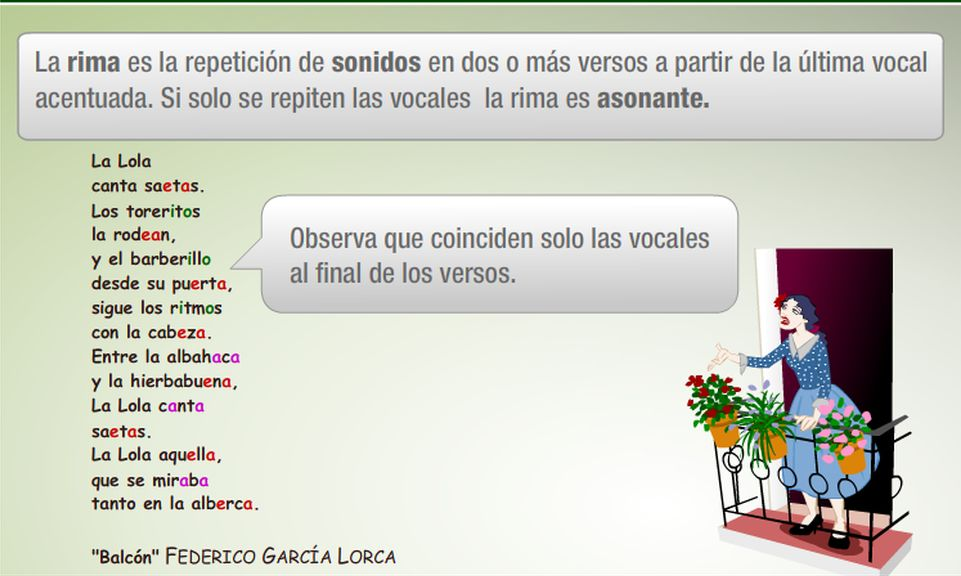 La rima es la repetición de sonidos en dos o más versos a partir de la última vocal
acentuada. Si solo se repiten las vocales la rima es asonante.
La Lola
canta saetas.
Los toreritos
la rodean,
y el barberillo
desde su puerta,
sigue los ritmos
con la cabeza.
Entre la albahaca
y la hierbabuena,
La Lola canta
saetas.
La Lola aquella,
que se miraba
tanto en la alberca.
Observa que coinciden solo las vocales
al final de los versos.
"Balcón" FEDERICO GARCÍA LORCA